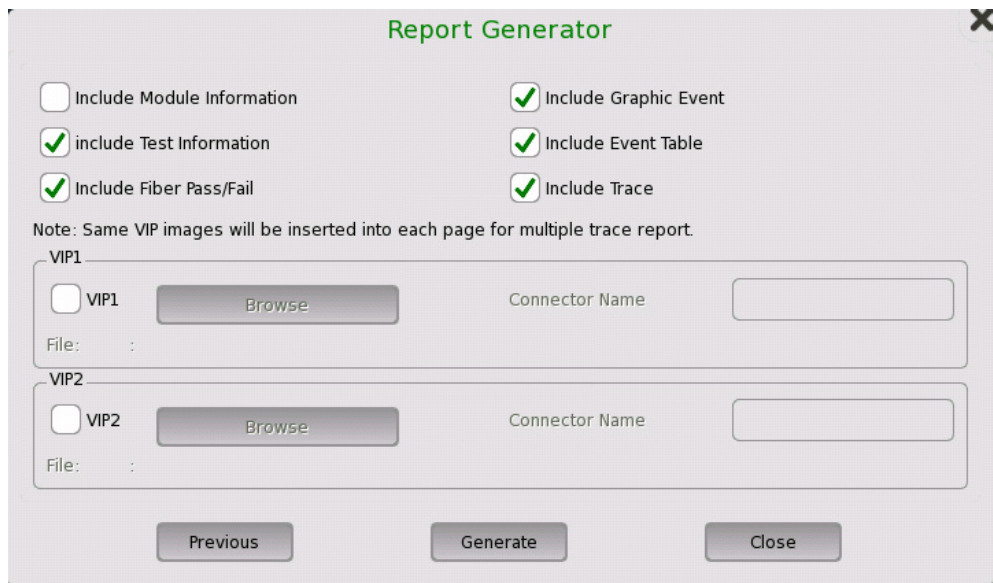 Report Generator
Include Module Information
Include Graphic Event
include Test Information
Include Event Table
Include Fiber Pass/Fail
Include Trace
Note: Same VIP images will be inserted into each page for multiple trace report.
VIP1
VIP1
Browse
Connector Name
File: :
VIP2
VIP2
Browse
Connector Name
File: :
Previous
Generate
Close